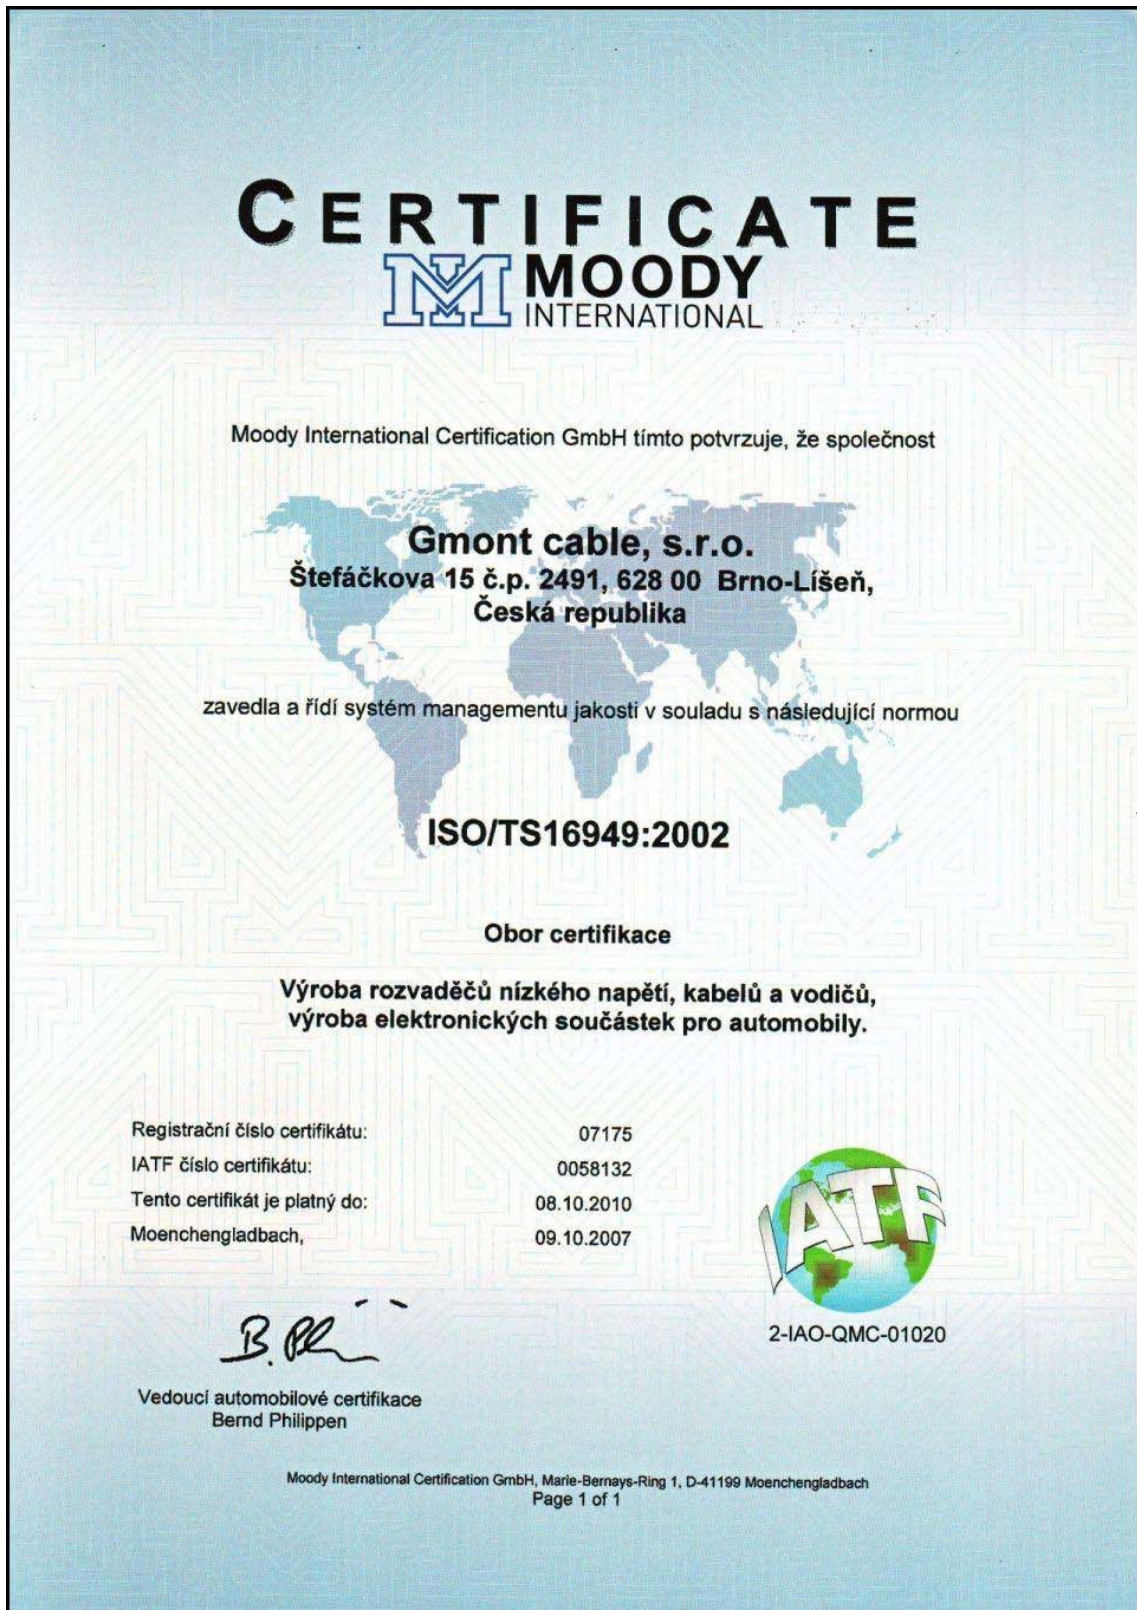 CERTIFICATE
MOODY
INTERNATIONAL
Moody International Certification GmbH tímto potvrzuje, že společnost
Gmont cable, s.r.o.
Štefáčkova 15 č.p. 2491, 628 00 Brno-Líšeň,
Česká republika
zavedla a řídí systém managementu jakosti v souladu s následující normou
ISO/TS16949:2002
Obor certifikace
Výroba rozvaděčů nízkého napětí, kabelů a vodičů,
výroba elektronických součástek pro automobily.
Registrační číslo certifikátu: 07175
IATF číslo certifikátu: 0058132
Tento certifikát je platný do: 08.10.2010
Moenchengladbach, 09.10.2007
IATF
2-IAO-QMC-01020
Vedoucí automobilové certifikace
Bernd Philippen
Moody International Certification GmbH, Marie-Bernays-Ring 1, D-41199 Moenchengladbach
Page 1 of 1